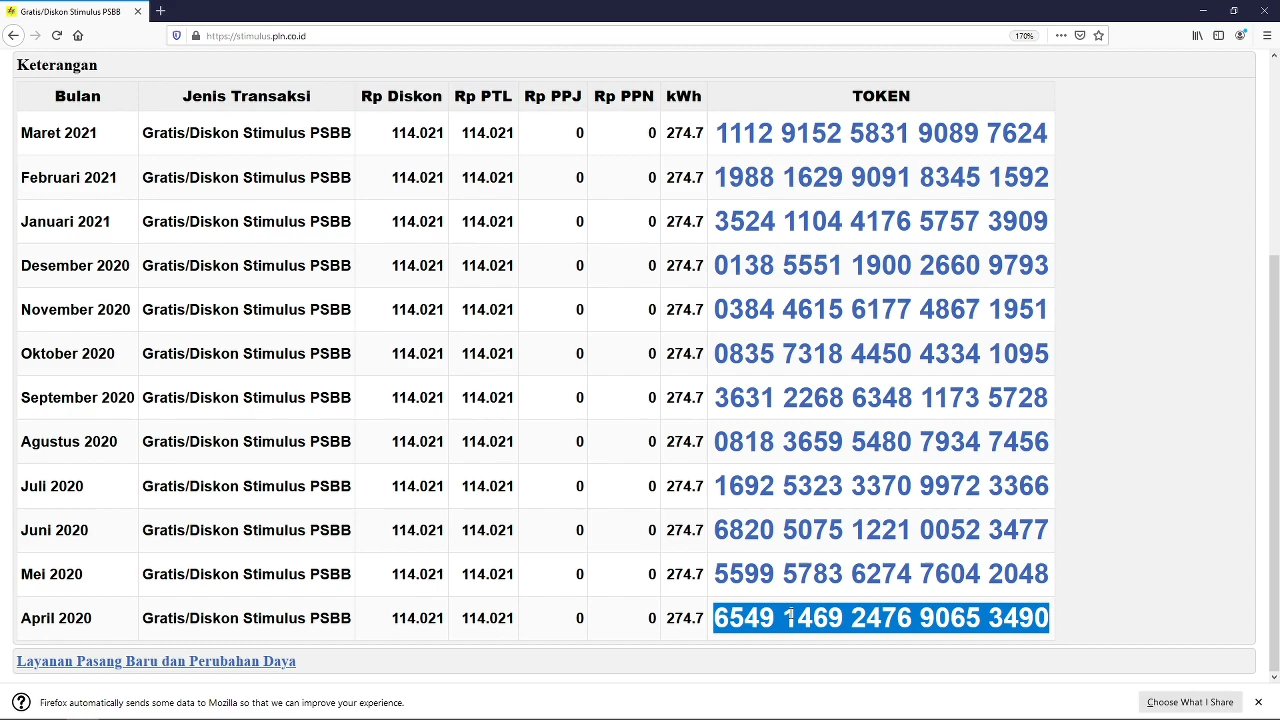 Gratis/Diskon Stimulus PSBB
https://stimulus.pln.co.id
170%
Keterangan
Bulan Jenis Transaksi Rp Diskon Rp PTL Rp PPJ Rp PPN kWh TOKEN
Maret 2021 Gratis/Diskon Stimulus PSBB 114.021 114.021 0 0 274.7 1112 9152 5831 9089 7624
Februari 2021 Gratis/Diskon Stimulus PSBB 114.021 114.021 0 0 274.7 1988 1629 9091 8345 1592
Januari 2021 Gratis/Diskon Stimulus PSBB 114.021 114.021 0 0 274.7 3524 1104 4176 5757 3909
Desember 2020 Gratis/Diskon Stimulus PSBB 114.021 114.021 0 0 274.7 0138 5551 1900 2660 9793
November 2020 Gratis/Diskon Stimulus PSBB 114.021 114.021 0 0 274.7 0384 4615 6177 4867 1951
Oktober 2020 Gratis/Diskon Stimulus PSBB 114.021 114.021 0 0 274.7 0835 7318 4450 4334 1095
September 2020 Gratis/Diskon Stimulus PSBB 114.021 114.021 0 0 274.7 3631 2268 6348 1173 5728
Agustus 2020 Gratis/Diskon Stimulus PSBB 114.021 114.021 0 0 274.7 0818 3659 5480 7934 7456
Juli 2020 Gratis/Diskon Stimulus PSBB 114.021 114.021 0 0 274.7 1692 5323 3370 9972 3366
Juni 2020 Gratis/Diskon Stimulus PSBB 114.021 114.021 0 0 274.7 6820 5075 1221 0052 3477
Mei 2020 Gratis/Diskon Stimulus PSBB 114.021 114.021 0 0 274.7 5599 5783 6274 7604 2048
April 2020 Gratis/Diskon Stimulus PSBB 114.021 114.021 0 0 274.7 6549 1469 2476 9065 3490
Layanan Pasang Baru dan Perubahan Daya
Firefox automatically sends some data to Mozilla so that we can improve your experience.
Choose What I Share